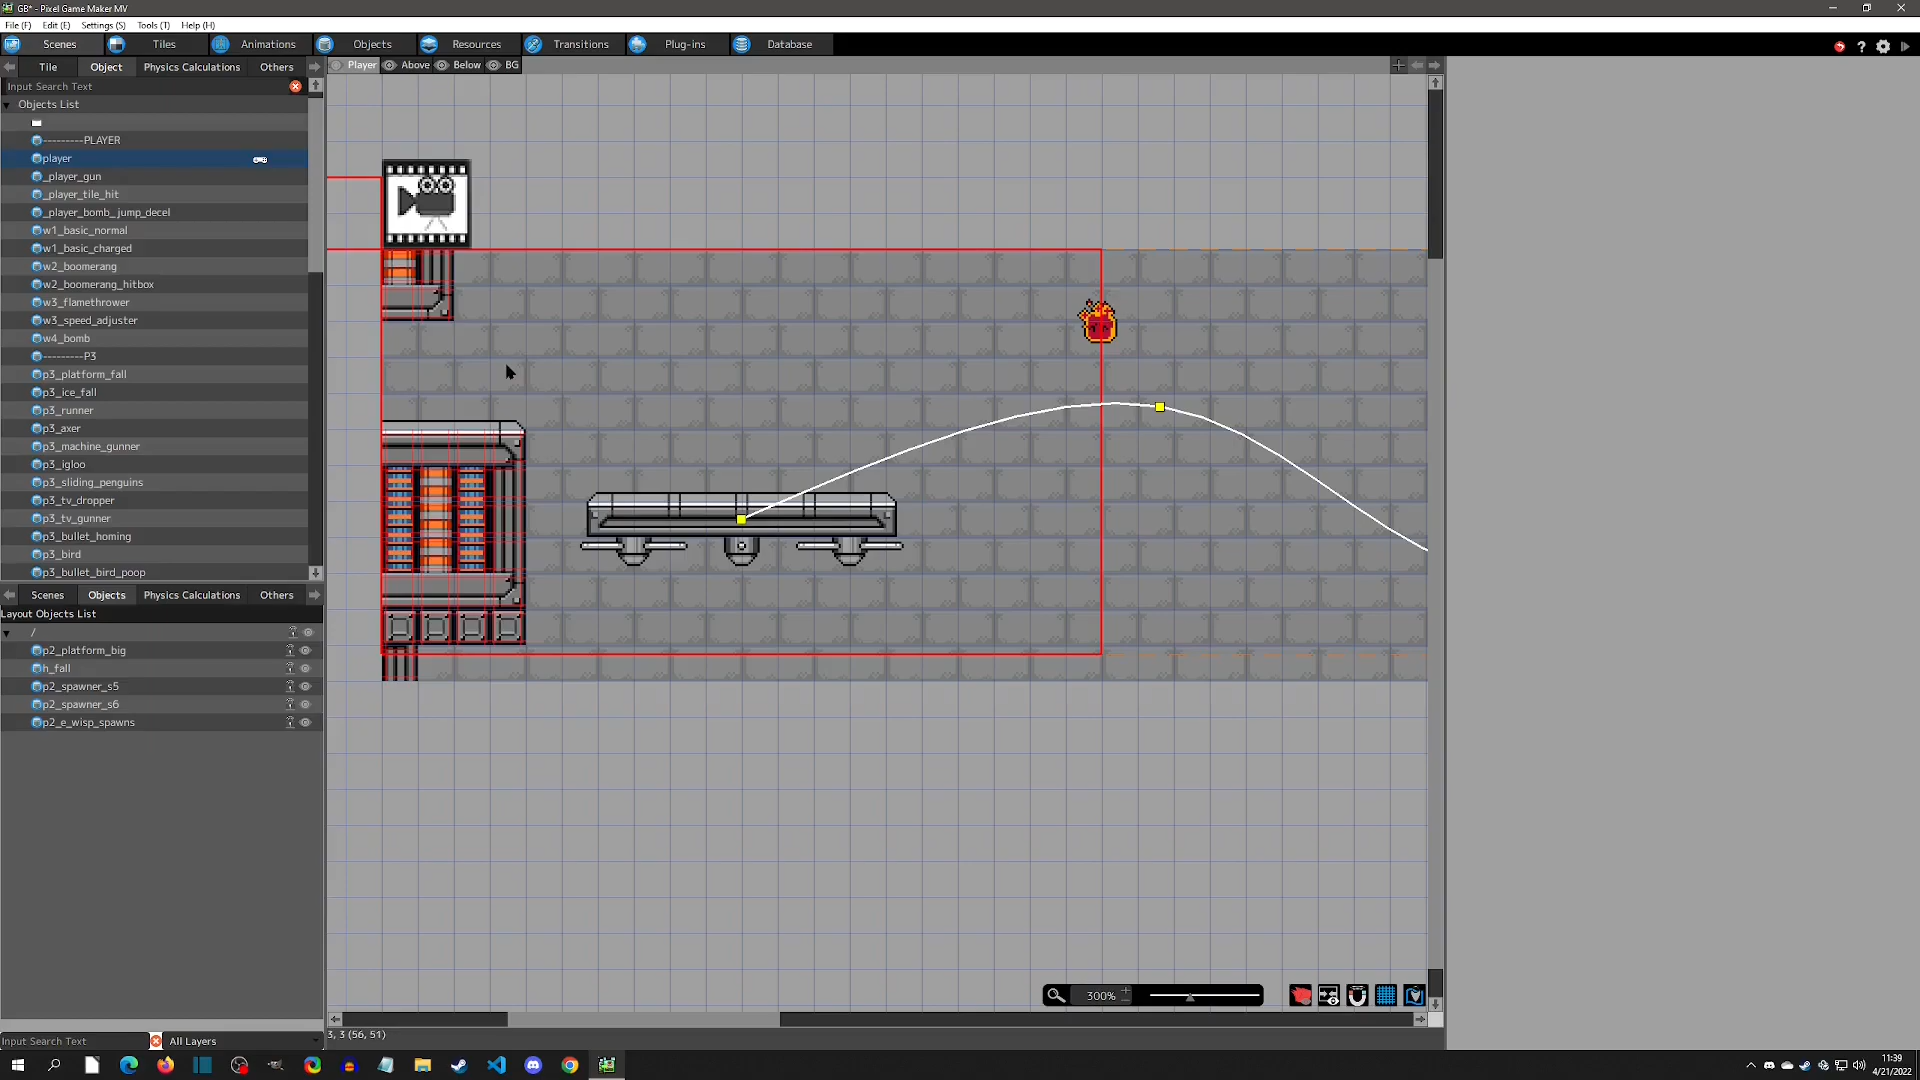 GB* - Pixel Game Maker MV
File (F) Edit (E) Settings (S) Tools (T) Help (H)
Scenes Tiles Animations Objects Resources Transitions Plug-ins Database
Tile Object Physics Calculations Others
Player Above Below BG
Input Search Text
Objects List
---------PLAYER
player
_player_gun
_player_tile_hit
_player_bomb_jump_decel
w1_basic_normal
w1_basic_charged
w2_boomerang
w2_boomerang_hitbox
w3_flamethrower
w3_speed_adjuster
w4_bomb
---------P3
p3_platform_fall
p3_ice_fall
p3_runner
p3_axer
p3_machine_gunner
p3_igloo
p3_sliding_penguins
p3_tv_dropper
p3_tv_gunner
p3_bullet_homing
p3_bird
p3_bullet_bird_poop
Scenes Objects Physics Calculations Others
Layout Objects List
/
p2_platform_big
h_fall
p2_spawner_s5
p2_spawner_s6
p2_e_wisp_spawns
300%
3, 3 (56, 51)
Input Search Text All Layers
11:39
4/21/2022